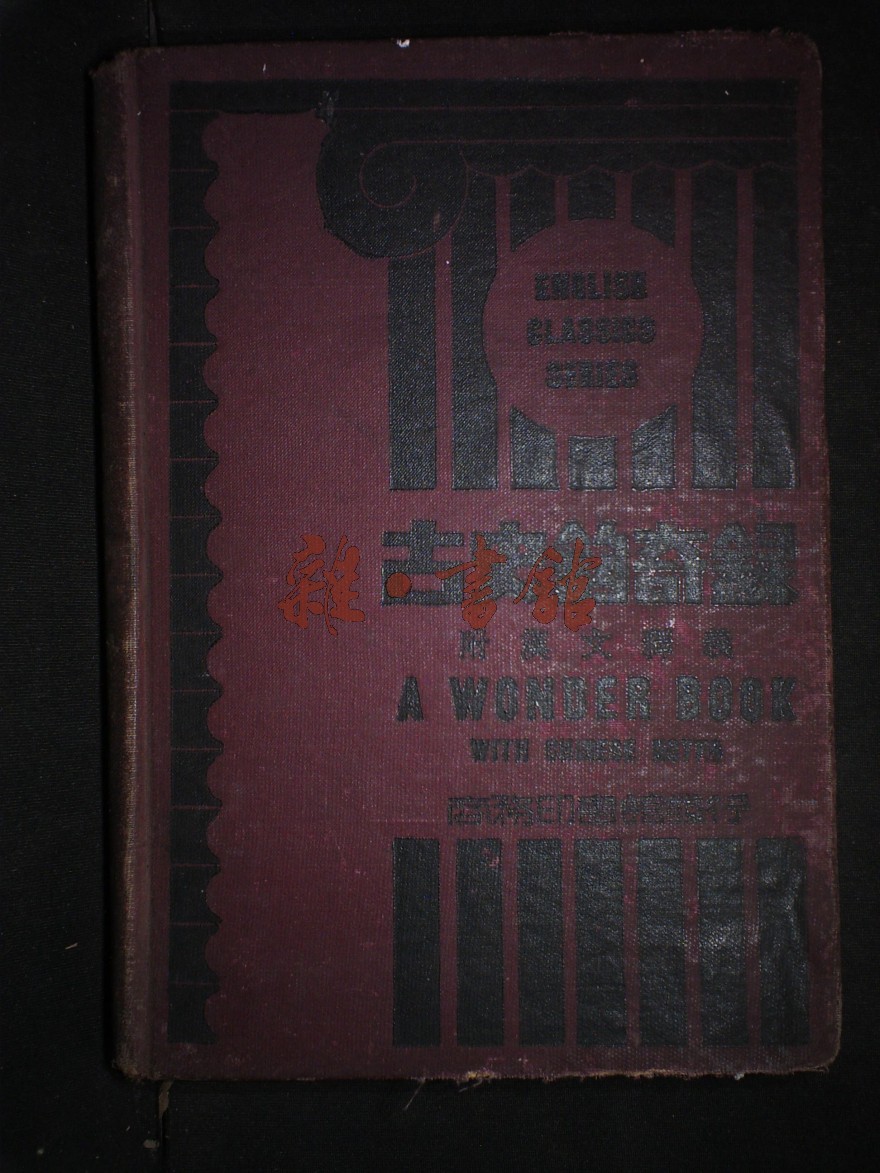 ENGLISH
CLASSICS
SERIES
古史鈎奇錄
附漢文釋義
A WONDER BOOK
WITH CHINESE NOTES
商務印書館發行
雜·書館